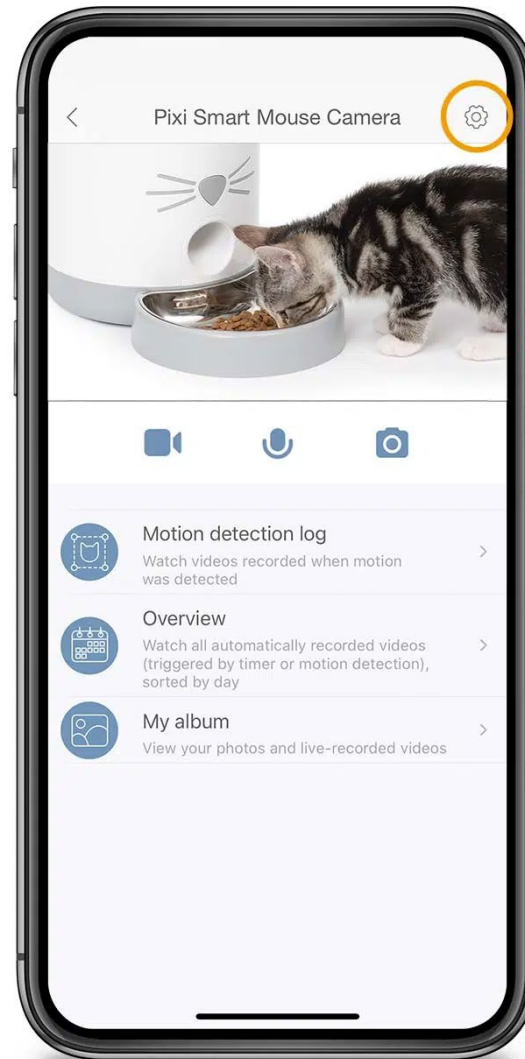 Pixi Smart Mouse Camera
Motion detection log
Watch videos recorded when motion
was detected
Overview
Watch all automatically recorded videos
(triggered by timer or motion detection),
sorted by day
My album
View your photos and live-recorded videos